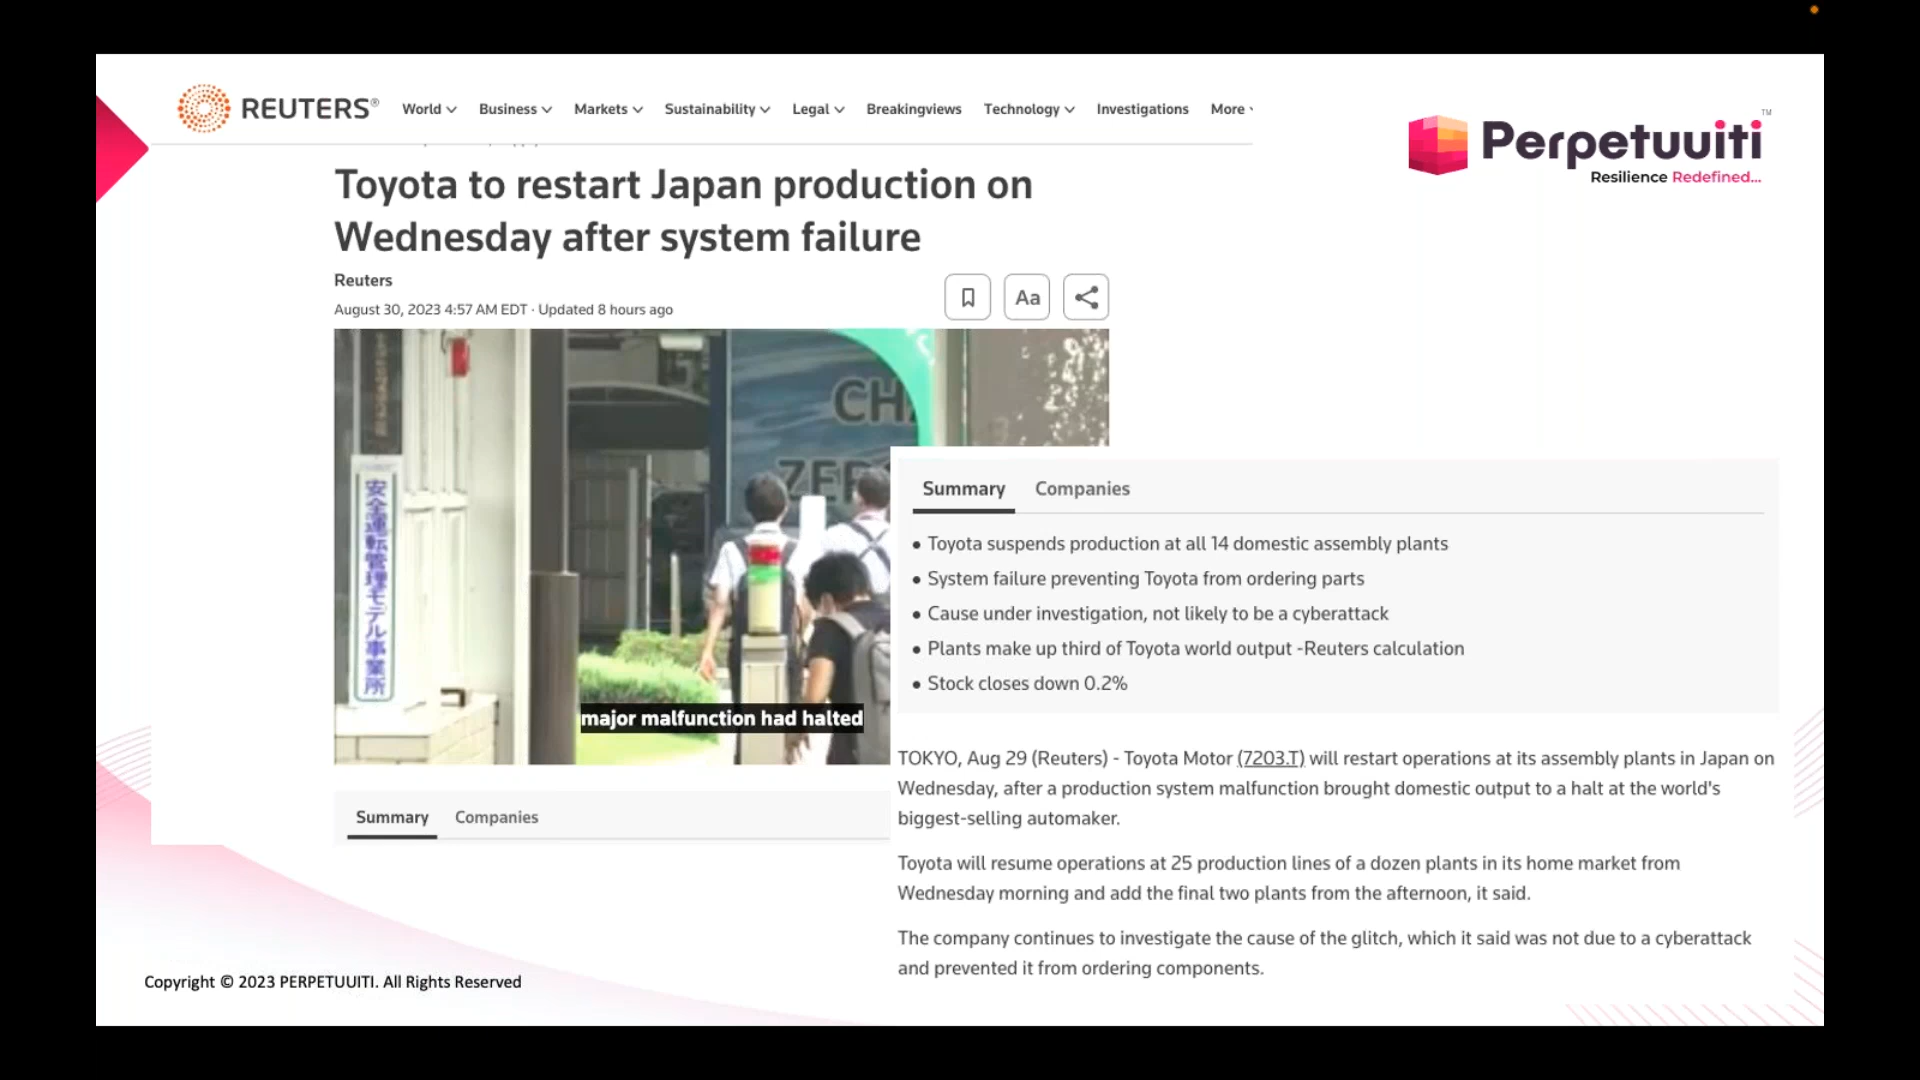 REUTERS®
World Business Markets Sustainability Legal Breakingviews Technology Investigations More
Perpetuuiti™
Resilience Redefined...
Toyota to restart Japan production on
Wednesday after system failure
Reuters
August 30, 2023 4:57 AM EDT · Updated 8 hours ago
Aa
CH
ZER
安全運転管理モデル事業所
major malfunction had halted
Summary Companies
Summary Companies
• Toyota suspends production at all 14 domestic assembly plants
• System failure preventing Toyota from ordering parts
• Cause under investigation, not likely to be a cyberattack
• Plants make up third of Toyota world output -Reuters calculation
• Stock closes down 0.2%
TOKYO, Aug 29 (Reuters) - Toyota Motor (7203.T) will restart operations at its assembly plants in Japan on
Wednesday, after a production system malfunction brought domestic output to a halt at the world's
biggest-selling automaker.
Toyota will resume operations at 25 production lines of a dozen plants in its home market from
Wednesday morning and add the final two plants from the afternoon, it said.
The company continues to investigate the cause of the glitch, which it said was not due to a cyberattack
and prevented it from ordering components.
Copyright © 2023 PERPETUUITI. All Rights Reserved